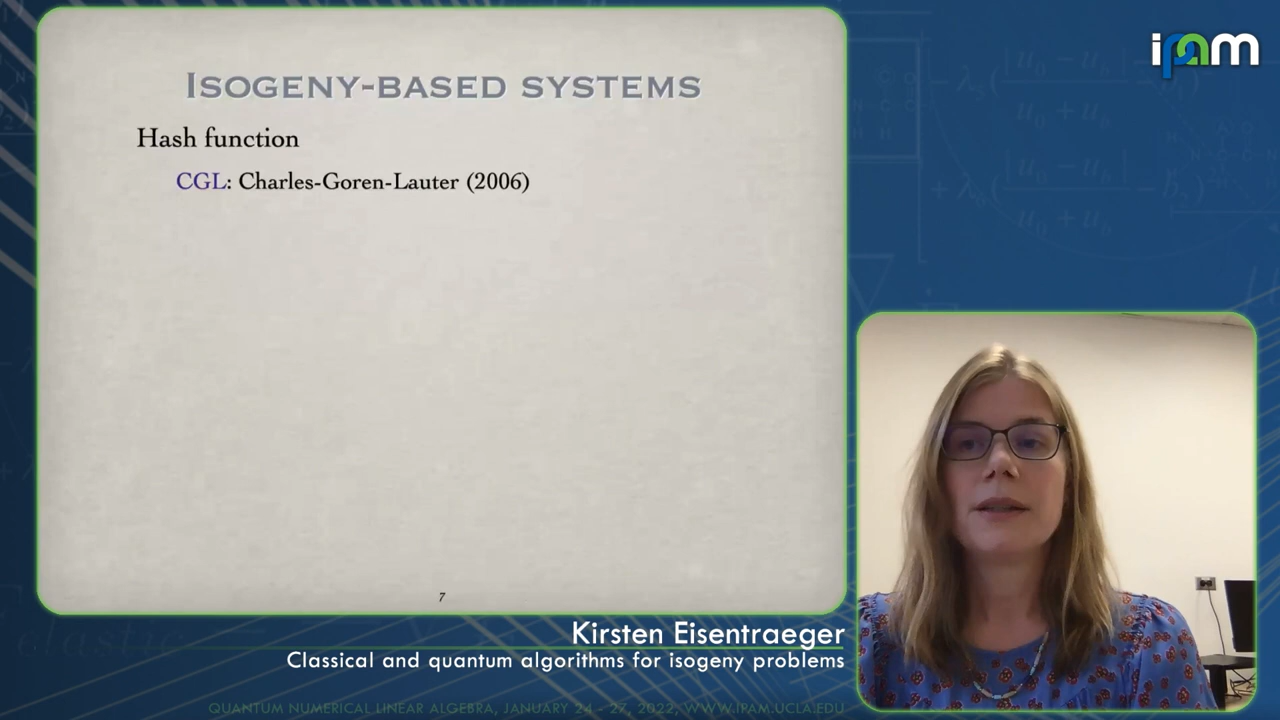 ISOGENY-BASED SYSTEMS
Hash function
CGL: Charles-Goren-Lauter (2006)
7
ipam
Kirsten Eisentraeger
Classical and quantum algorithms for isogeny problems
QUANTUM NUMERICAL LINEAR ALGEBRA, JANUARY 24 - 27, 2022, WWW.IPAM.UCLA.EDU